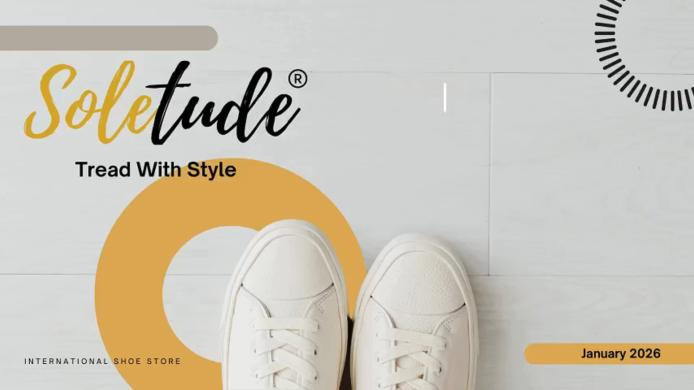 Soletude®
Tread With Style
INTERNATIONAL SHOE STORE
January 2026